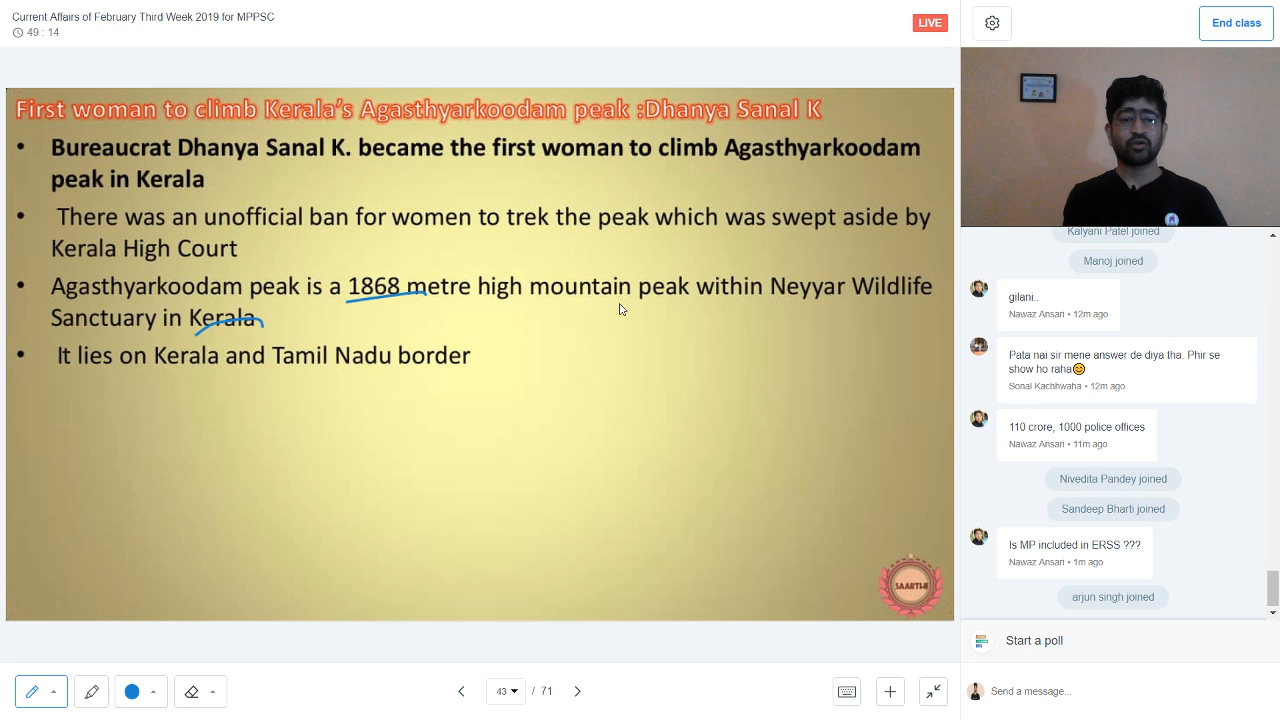 Current Affairs of February Third Week 2019 for MPPSC
49 : 14
LIVE
End class
First woman to climb Kerala's Agasthyarkoodam peak :Dhanya Sanal K
• Bureaucrat Dhanya Sanal K. became the first woman to climb Agasthyarkoodam
peak in Kerala
• There was an unofficial ban for women to trek the peak which was swept aside by
Kerala High Court
• Agasthyarkoodam peak is a 1868 metre high mountain peak within Neyyar Wildlife
Sanctuary in Kerala
• It lies on Kerala and Tamil Nadu border
SAARTHI
43 / 71
Kalyani Patel joined
Manoj joined
gilani..
Nawaz Ansari • 12m ago
Pata nai sir mene answer de diya tha. Phir se
show ho raha😊
Sonal Kachhwaha • 12m ago
110 crore, 1000 police offices
Nawaz Ansari • 11m ago
Nivedita Pandey joined
Sandeep Bharti joined
Is MP included in ERSS ???
Nawaz Ansari • 1m ago
arjun singh joined
Start a poll
Send a message...